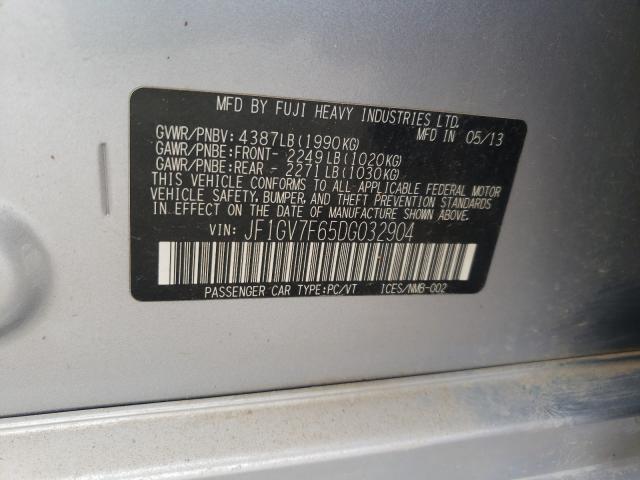 MFD BY FUJI HEAVY INDUSTRIES LTD.
MFD IN 05/13
GVWR/PNBV: 4387LB(1990KG)
GAWR/PNBE:FRONT- 2249LB(1020KG)
GAWR/PNBE:REAR - 2271LB(1030KG)
THIS VEHICLE CONFORMS TO ALL-APPLICABLE FEDERAL MOTOR
VEHICLE SAFETY, BUMPER, AND THEFT PREVENTION STANDARDS
IN EFFECT ON THE DATE OF MANUFACTURE SHOWN ABOVE.
VIN: JF1GV7F65DG032904
PASSENGER CAR TYPE:PC/VT ICES/NMB-002